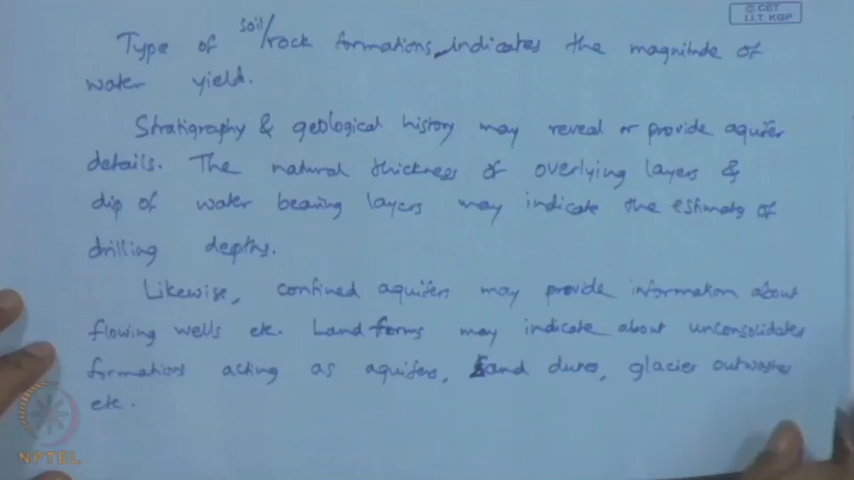 © CET
I.I.T. KGP
Type of soil/rock formations indicates the magnitude of
water yield.
Stratigraphy & geological history may reveal or provide aquifer
details. The natural thickness of overlying layers &
dip of water bearing layers may indicate the estimate of
drilling depths.
Likewise, confined aquifers may provide information about
flowing wells etc. Land forms may indicate about unconsolidates
formations acting as aquifers, sand dunes, glacier outwashes
etc.
NPTEL